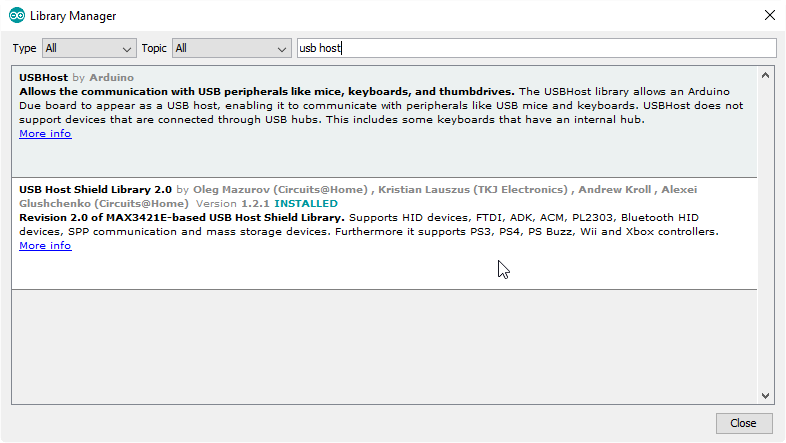 Library Manager
Type All Topic All usb host
USBHost by Arduino
Allows the communication with USB peripherals like mice, keyboards, and thumbdrives. The USBHost library allows an Arduino
Due board to appear as a USB host, enabling it to communicate with peripherals like USB mice and keyboards. USBHost does not
support devices that are connected through USB hubs. This includes some keyboards that have an internal hub.
More info
USB Host Shield Library 2.0 by Oleg Mazurov (Circuits@Home) , Kristian Lauszus (TKJ Electronics) , Andrew Kroll , Alexei
Glushchenko (Circuits@Home) Version 1.2.1 INSTALLED
Revision 2.0 of MAX3421E-based USB Host Shield Library. Supports HID devices, FTDI, ADK, ACM, PL2303, Bluetooth HID
devices, SPP communication and mass storage devices. Furthermore it supports PS3, PS4, PS Buzz, Wii and Xbox controllers.
More info
Close